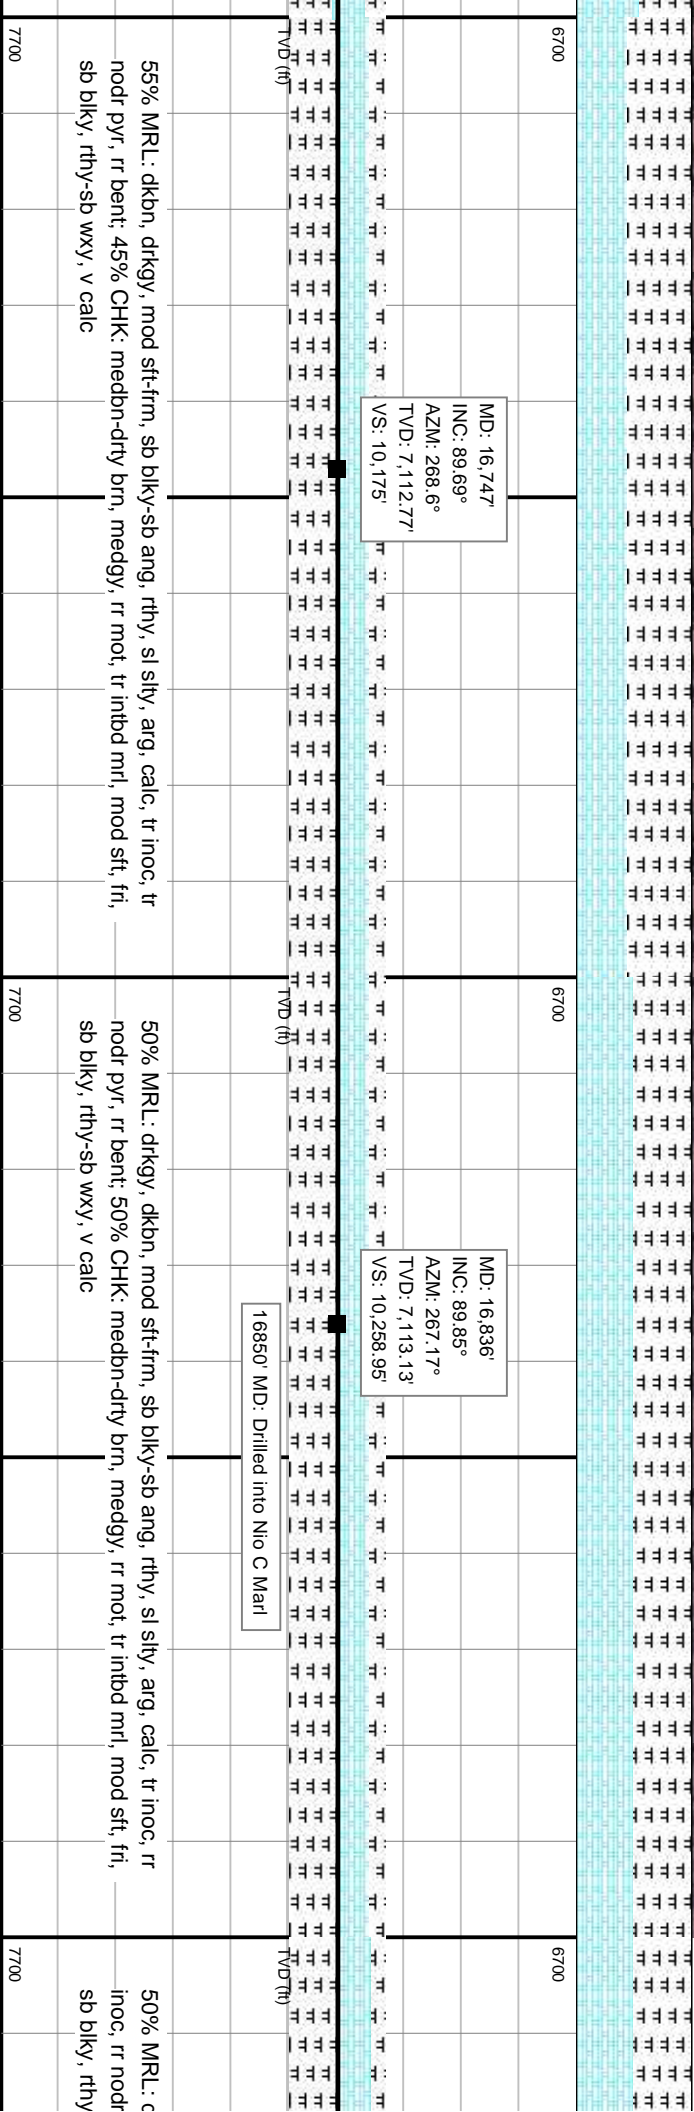 6700
TVD (ft)
7700
MD: 16,747'
INC: 89.69°
AZM: 268.6°
TVD: 7,112.77'
VS: 10,175'
55% MRL: dkbn, drkgy, mod sft-frm, sb blky-sb ang, rthy, sl slty, arg, calc, tr inoc, tr
nodr pyr, rr bent; 45% CHK: medbn-drty brn, medgy, rr mot, tr intbd mrl, mod sft, fri,
sb blky, rthy-sb wxy, v calc
6700
TVD (ft)
7700
MD: 16,836'
INC: 89.85°
AZM: 267.17°
TVD: 7,113.13'
VS: 10,258.95'
16850' MD: Drilled into Nio C Marl
50% MRL: drkgy, dkbn, mod sft-frm, sb blky-sb ang, rthy, sl slty, arg, calc, tr inoc, rr
nodr pyr, rr bent; 50% CHK: medbn-drty brn, medgy, rr mot, tr intbd mrl, mod sft, fri,
sb blky, rthy-sb wxy, v calc
6700
TVD (ft)
7700
50% MRL:
inoc, rr nodr
sb blky, rthy